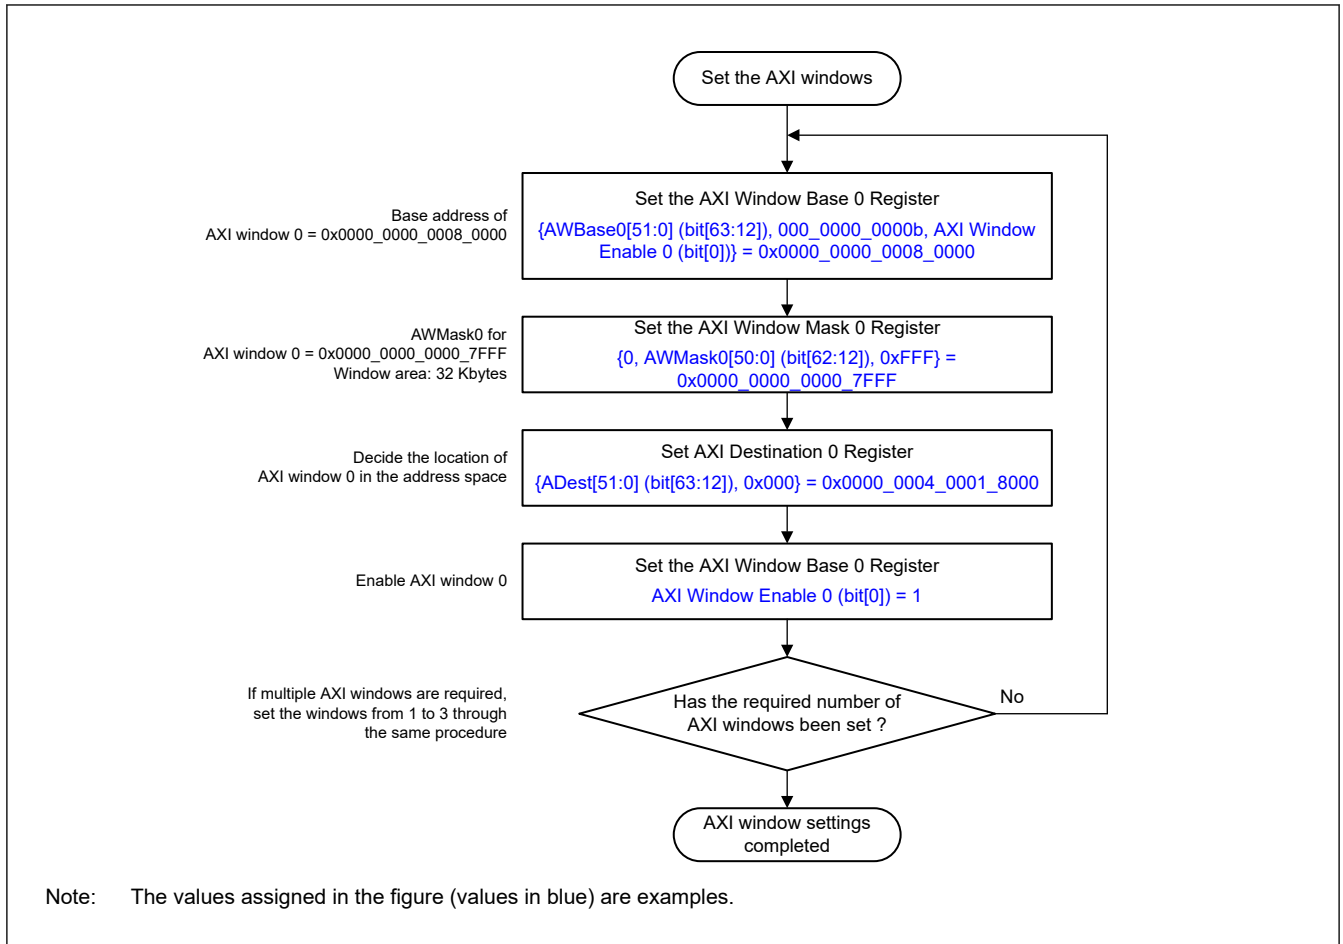 Set the AXI windows
Base address of
AXI window 0 = 0x0000_0000_0008_0000
Set the AXI Window Base 0 Register
{AWBase0[51:0] (bit[63:12]), 000_0000_0000b, AXI Window
Enable 0 (bit[0])} = 0x0000_0000_0008_0000
AWMask0 for
AXI window 0 = 0x0000_0000_0000_7FFF
Window area: 32 Kbytes
Set the AXI Window Mask 0 Register
{0, AWMask0[50:0] (bit[62:12]), 0xFFF} =
0x0000_0000_0000_7FFF
Decide the location of
AXI window 0 in the address space
Set AXI Destination 0 Register
{ADest[51:0] (bit[63:12]), 0x000} = 0x0000_0004_0001_8000
Enable AXI window 0
Set the AXI Window Base 0 Register
AXI Window Enable 0 (bit[0]) = 1
If multiple AXI windows are required,
set the windows from 1 to 3 through
the same procedure
Has the required number of
AXI windows been set ?
No
AXI window settings
completed
Note: The values assigned in the figure (values in blue) are examples.